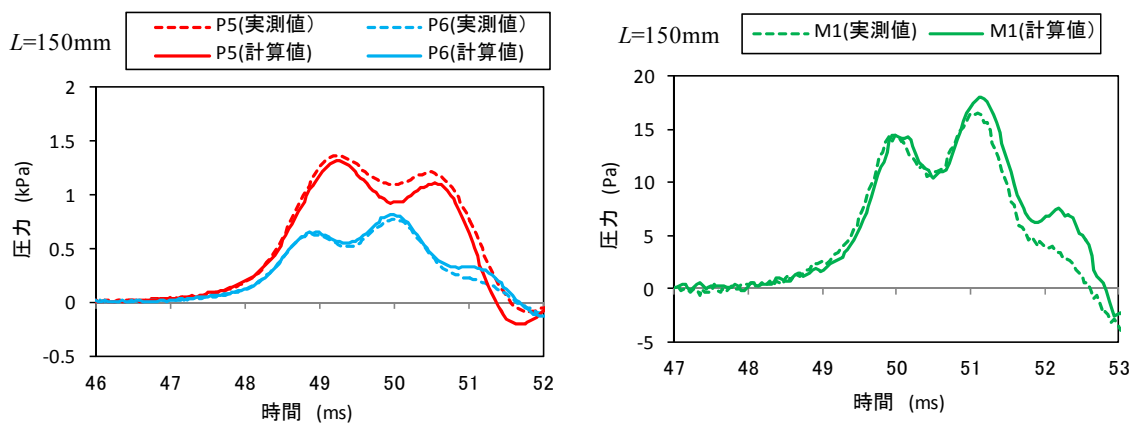 L=150mm
P5(実測値) P6(実測値)
P5(計算値) P6(計算値)
2
1.5
1
0.5
0
-0.5
圧力 (kPa)
46 47 48 49 50 51 52
時間 (ms)
L=150mm
M1(実測値) M1(計算値)
20
15
10
5
0
-5
圧力 (Pa)
47 48 49 50 51 52 53
時間 (ms)